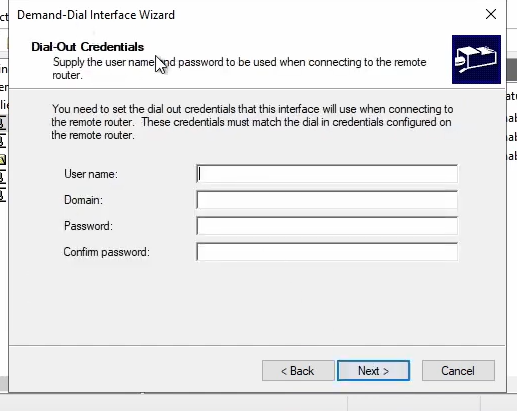 Demand-Dial Interface Wizard
Dial-Out Credentials
Supply the user name and password to be used when connecting to the remote
router.
You need to set the dial out credentials that this interface will use when connecting to
the remote router. These credentials must match the dial in credentials configured on
the remote router.
User name:
Domain:
Password:
Confirm password:
< Back
Next >
Cancel